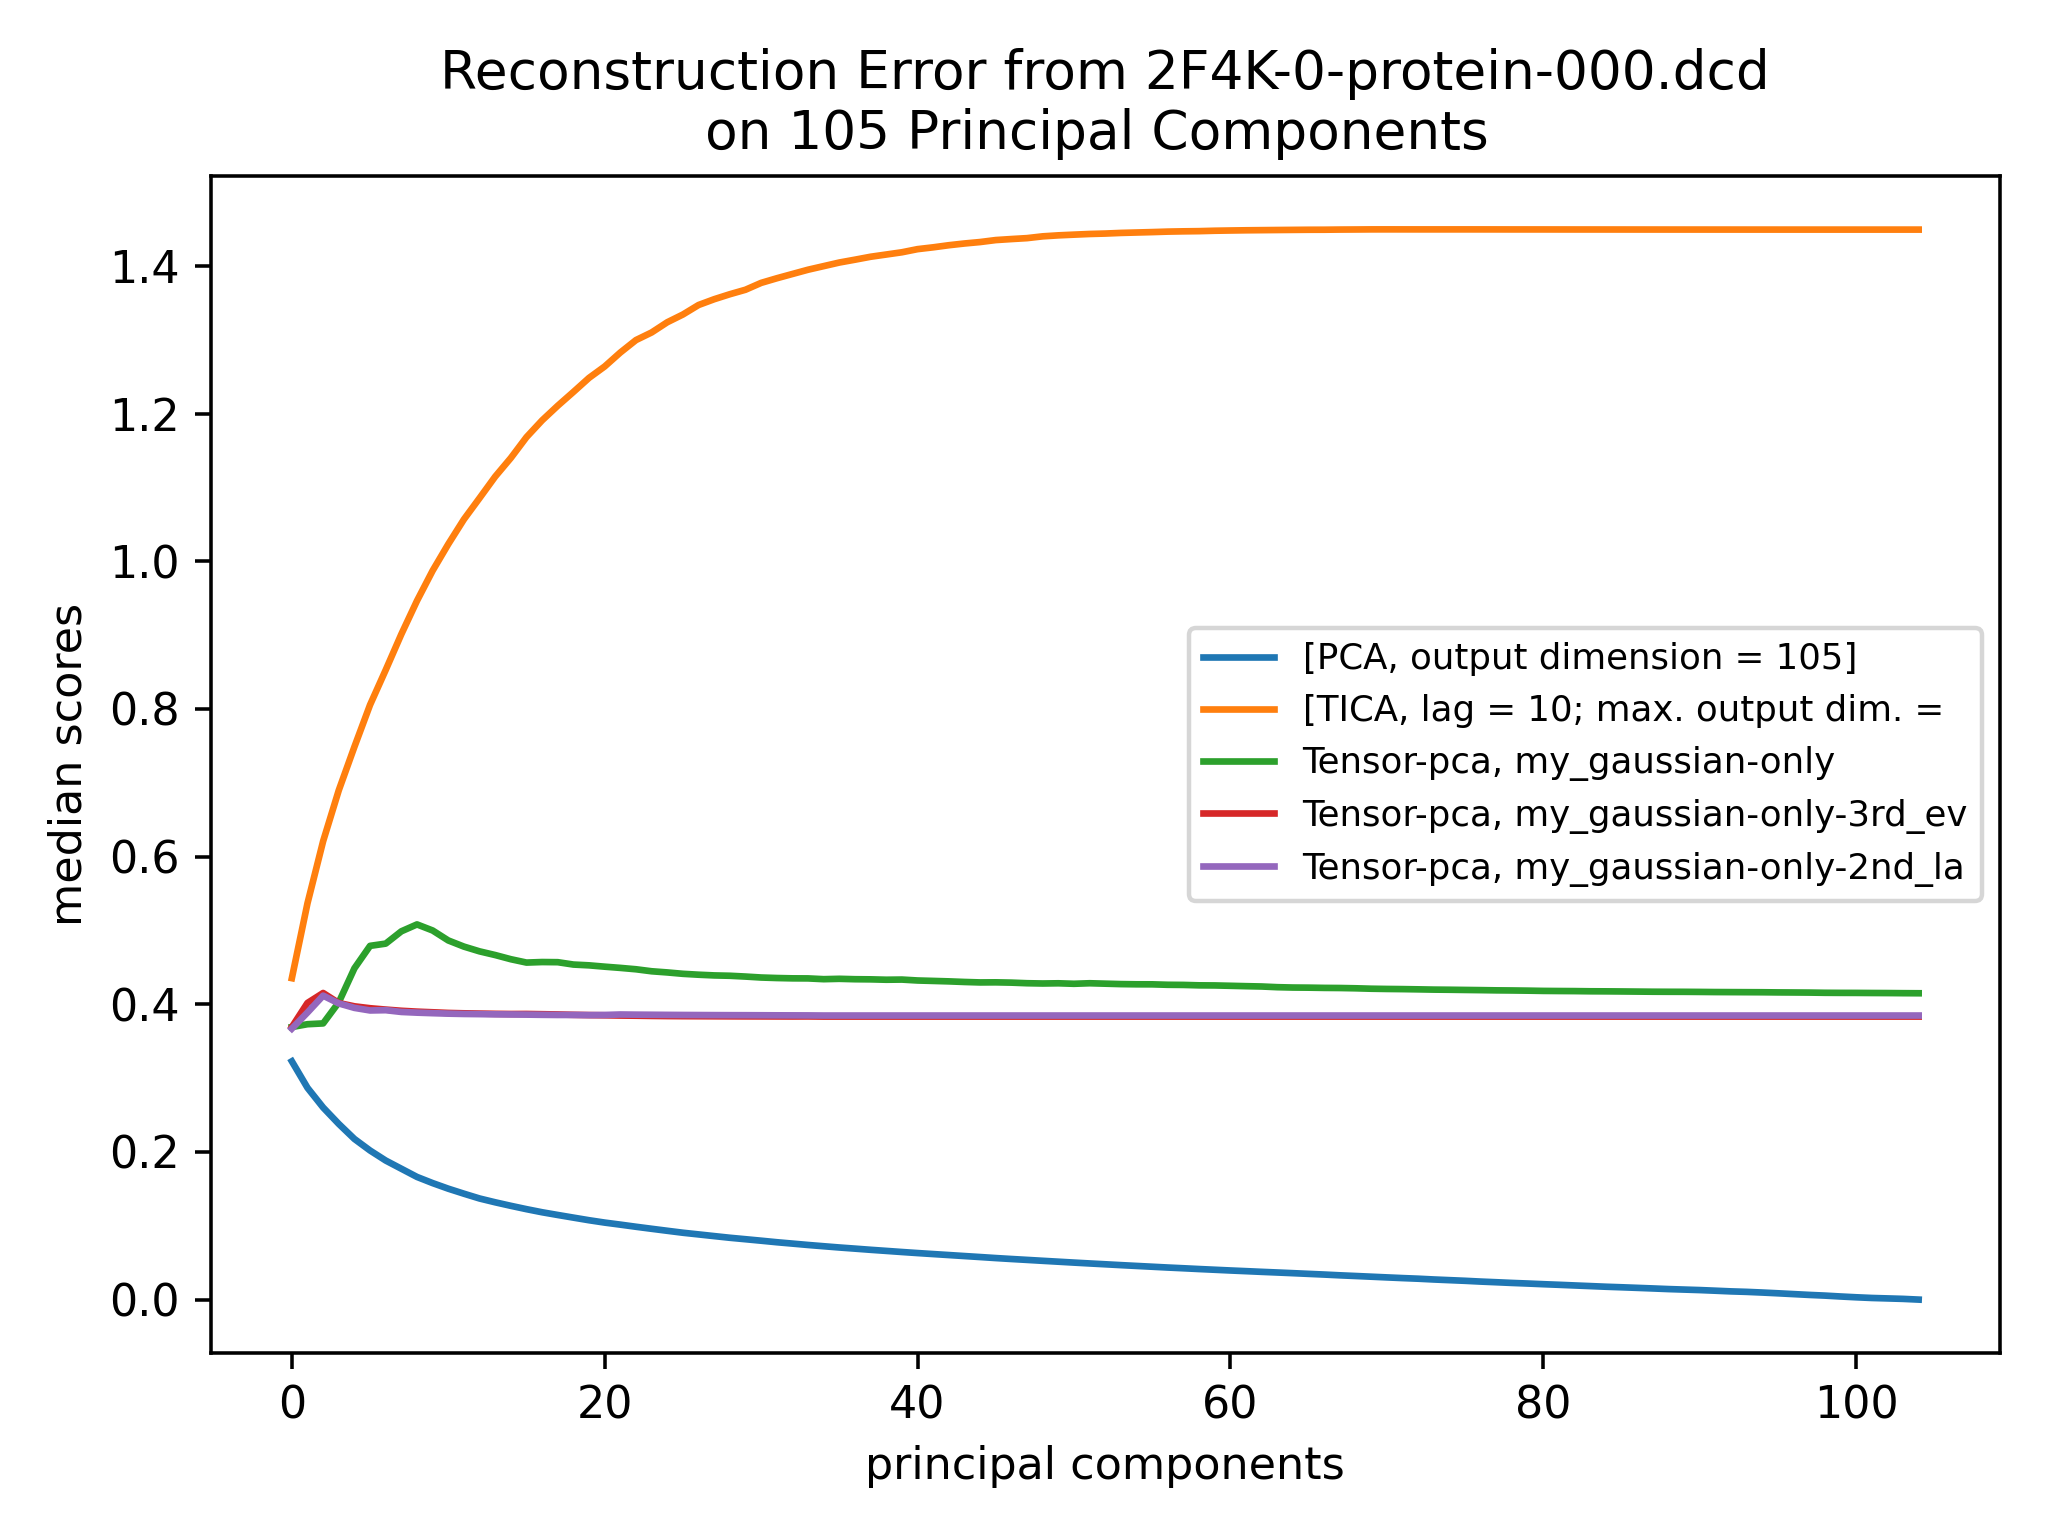 Reconstruction Error from 2F4K-0-protein-000.dcd
on 105 Principal Components
median scores
1.4
1.2
1.0
0.8
0.6
0.4
0.2
0.0
[PCA, output dimension = 105]
[TICA, lag = 10; max. output dim. =
Tensor-pca, my_gaussian-only
Tensor-pca, my_gaussian-only-3rd_ev
Tensor-pca, my_gaussian-only-2nd_la
0 20 40 60 80 100
principal components